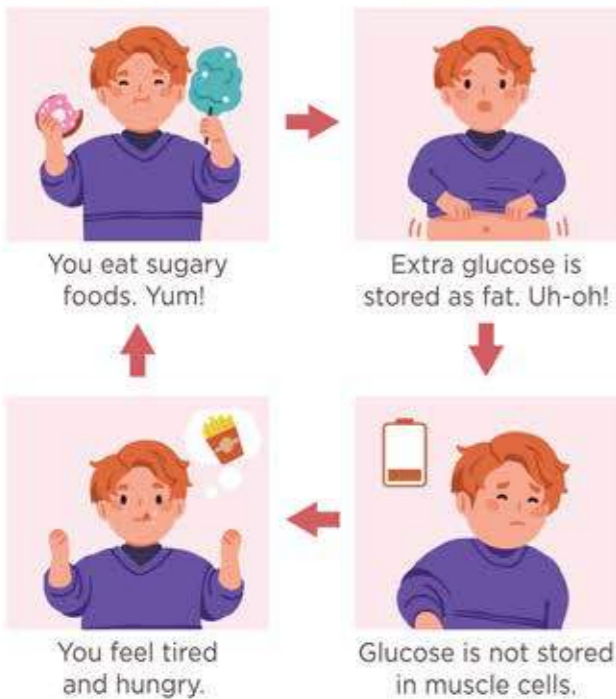 You eat sugary
foods. Yum!
Extra glucose is
stored as fat. Uh-oh!
Glucose is not stored
in muscle cells.
You feel tired
and hungry.